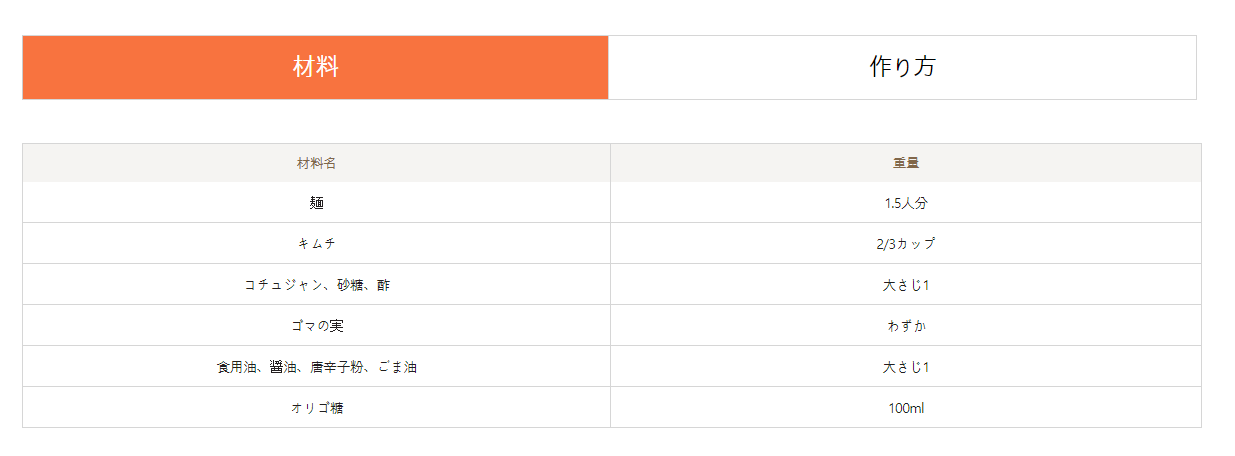 材料 作り方
材料名 重量
麺 1.5人分
キムチ 2/3カップ
コチュジャン、砂糖、酢 大さじ1
ゴマの実 わずか
食用油、醤油、唐辛子粉、ごま油 大さじ1
オリゴ糖 100ml